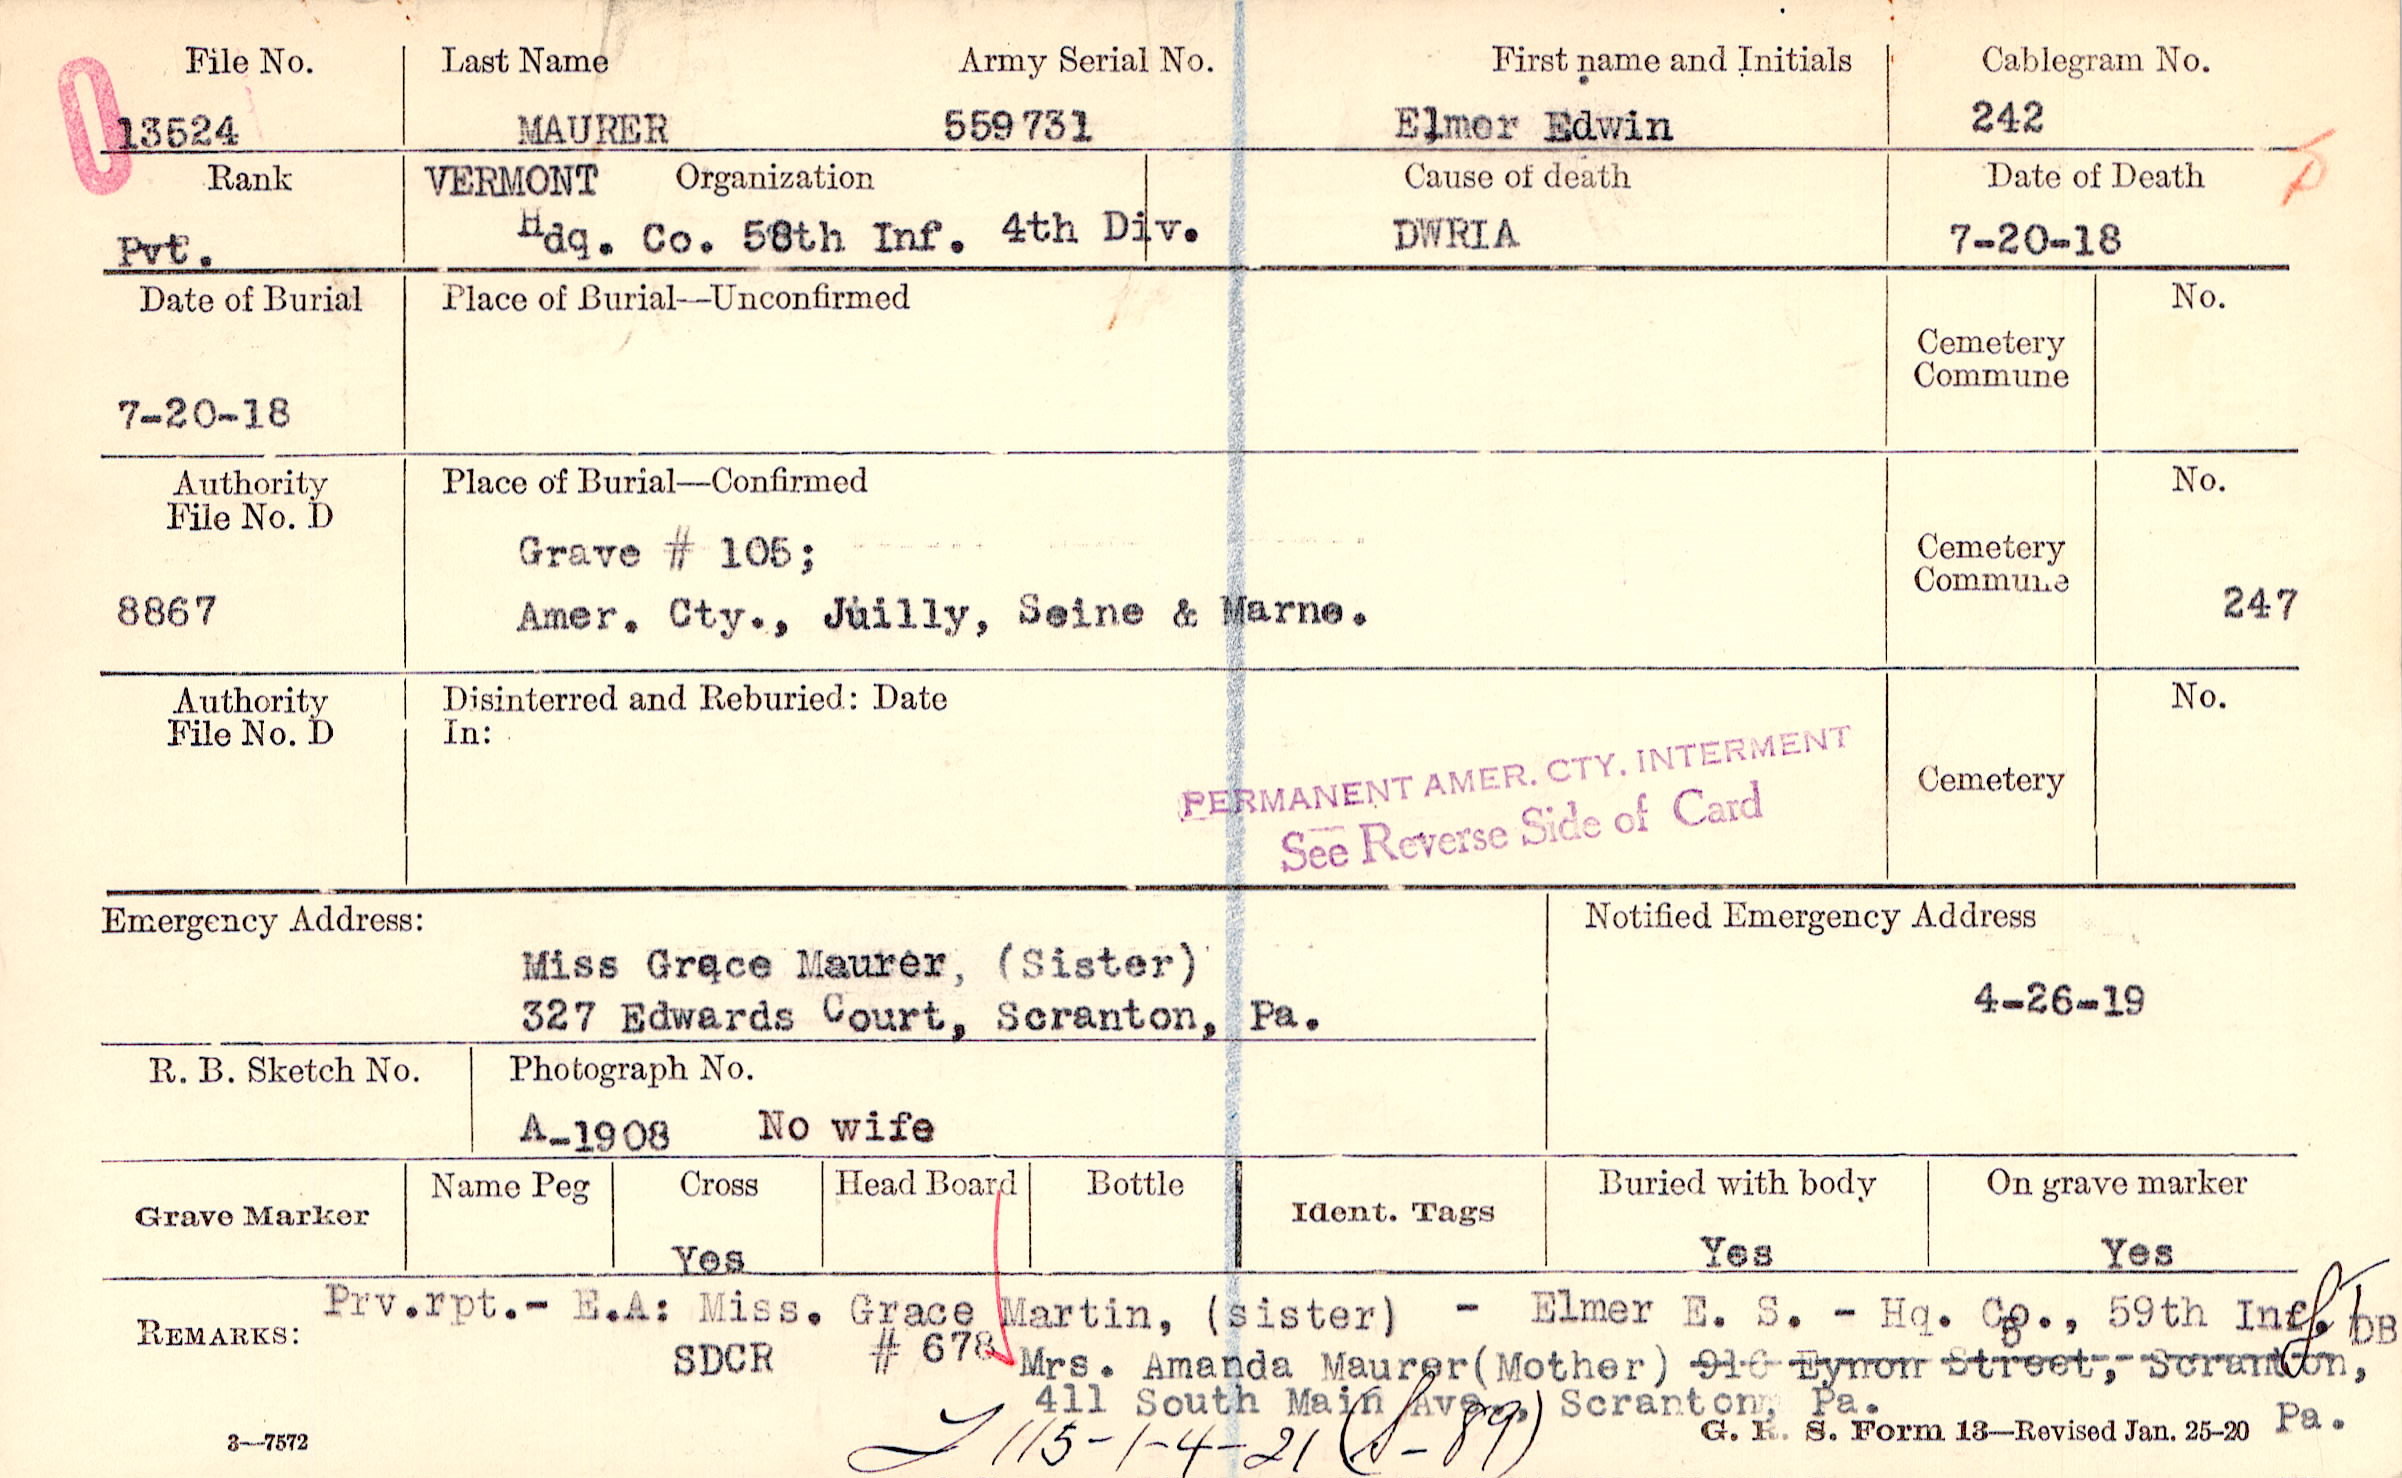 File No. Last Name Army Serial No. First name and Initials Cablegram No.
13524 MAURER 559731 Elmer Edwin 242
Rank VERMONT Organization Cause of death Date of Death
Pvt. Hdq. Co. 58th Inf. 4th Div. DWRIA 7-20-18
Date of Burial Place of Burial—Unconfirmed No.
Cemetery
Commune
7-20-18
Authority Place of Burial—Confirmed No.
File No. D
Grave # 105; Cemetery
Commune
8867 Amer. Cty., Juilly, Seine & Marne. 247
Authority Disinterred and Reburied: Date No.
File No. D In:
PERMANENT AMER. CTY. INTERMENT
Cemetery
See Reverse Side of Card
Emergency Address: Notified Emergency Address
Miss Grace Maurer, (Sister)
327 Edwards Court, Scranton, Pa. 4-26-19
R. B. Sketch No. Photograph No.
A-1908 No wife
Grave Marker Name Peg Cross Head Board Bottle Ident. Tags Buried with body On grave marker
Yes Yes Yes
Prv.rpt.- E.A: Miss. Grace Martin, (sister) - Elmer E. S. - Hq. Co., 59th Inf. DB
REMARKS: SDCR # 678 Mrs. Amanda Maurer(Mother) 916 Eynon Street, Scranton,
411 South Main Ave., Scranton, Pa. Pa.
115-1-4-21 (S-89)
3—7572 G. R. S. Form 13—Revised Jan. 25-20